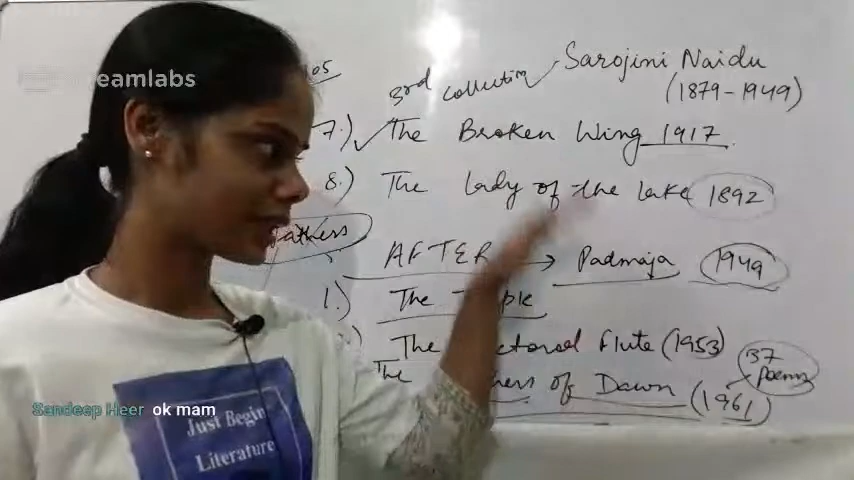 eamlabs
Sarojini Naidu
3rd collection
(1879-1949)
05
7.) The Broken Wing 1917.
8.) The Lady of the Lake 1892
AFTER → Padmaja 1949
1.) The
The Flute (1953)
137
Poems
The of Dawn (1961)
Sandeep Heer ok mam
Just Begin
Literature